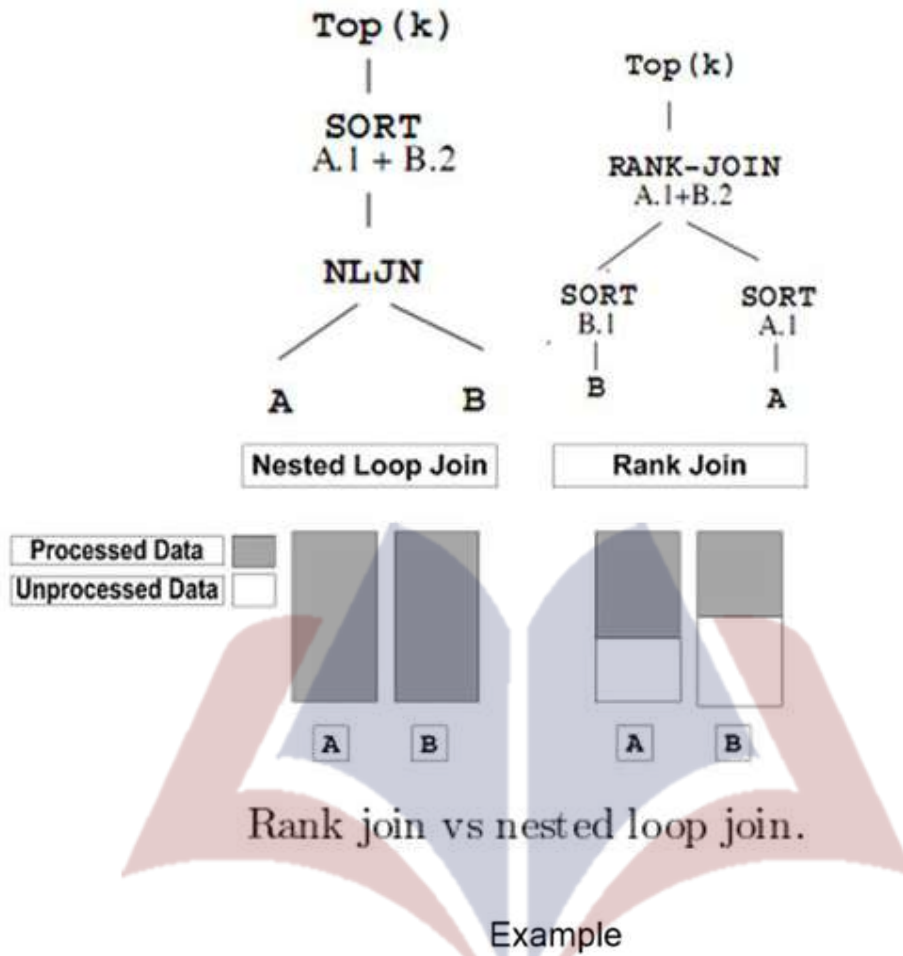 Top(k)
SORT
A.1 + B.2
NLJN
A B
Nested Loop Join
Top(k)
RANK-JOIN
A.1+B.2
SORT SORT
B.1 A.1
B A
Rank Join
Processed Data
Unprocessed Data
A B A B
Rank join vs nested loop join.
Example